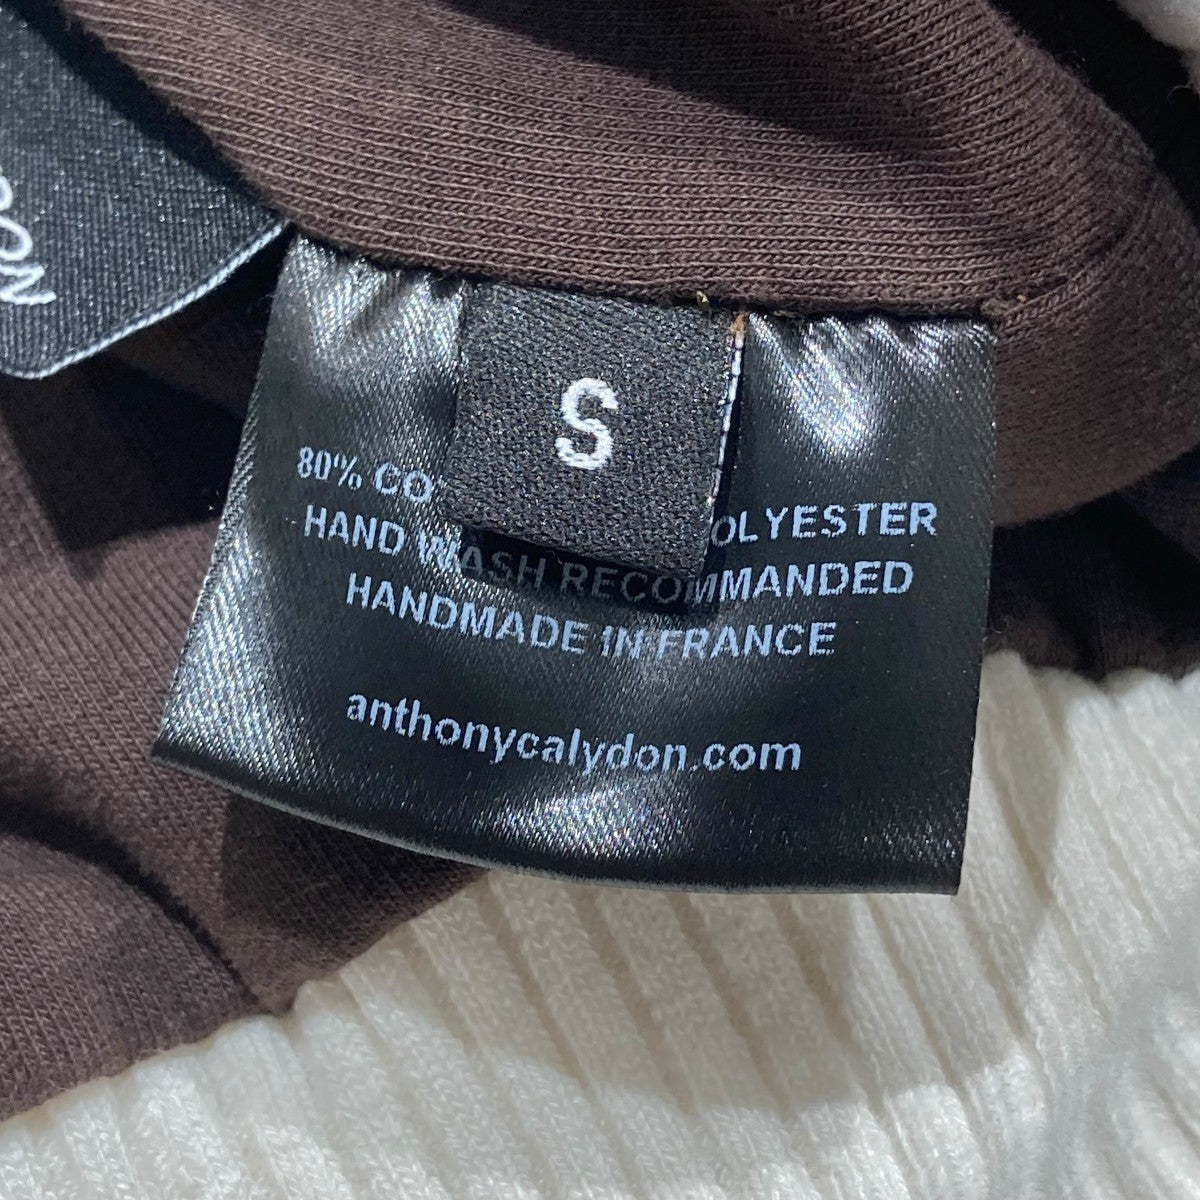 S
80% CO OLYESTER
HAND WASH RECOMMANDED
HANDMADE IN FRANCE
anthonycalydon.com